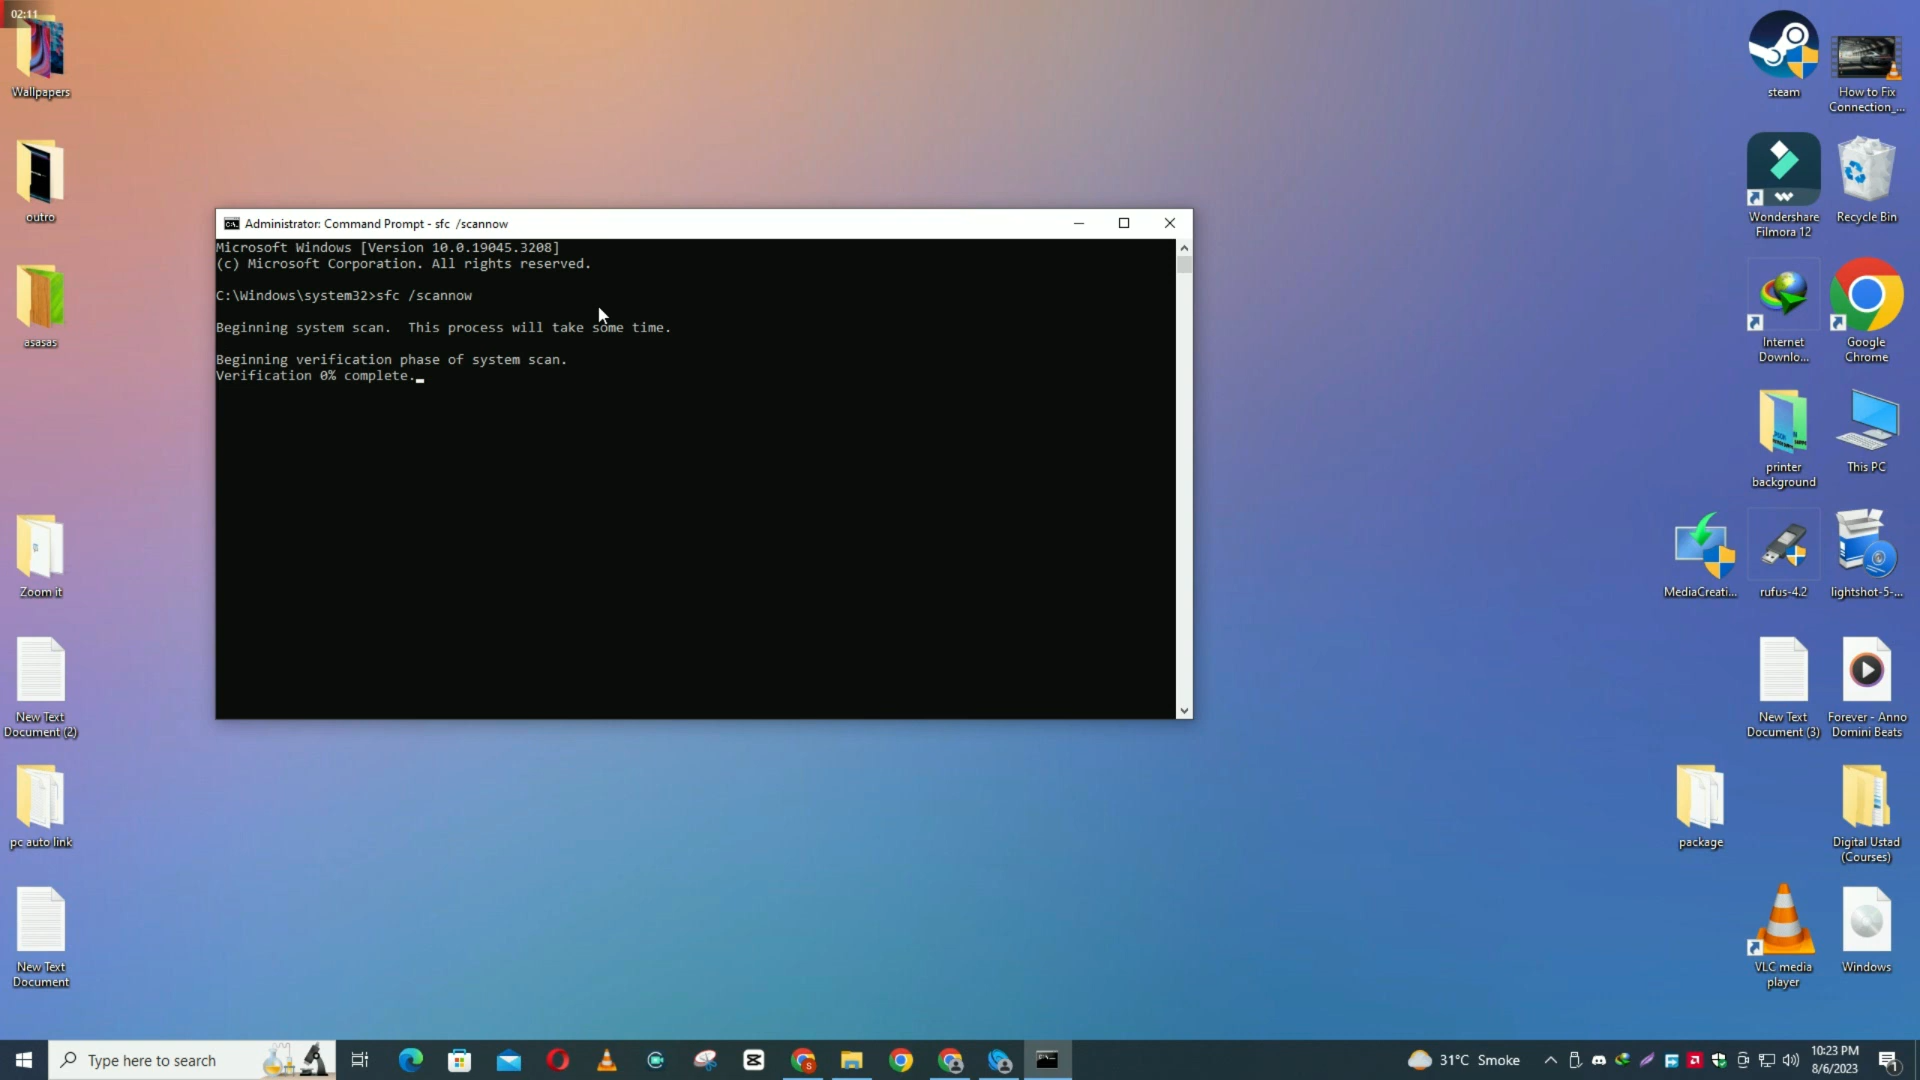 02:11
Wallpapers
outro
asasas
Zoom it
New Text
Document (2)
pc auto link
New Text
Document
Administrator: Command Prompt - sfc  /scannow
Microsoft Windows [Version 10.0.19045.3208]
(c) Microsoft Corporation. All rights reserved.
C:\Windows\system32>sfc /scannow
Beginning system scan.  This process will take some time.
Beginning verification phase of system scan.
Verification 0% complete.
steam
How to Fix
Connection_...
Wondershare
Filmora 12
Recycle Bin
Internet
Downlo...
Google
Chrome
printer
background
This PC
MediaCreati...
rufus-4.2
lightshot-5-...
New Text
Document (3)
Forever - Anno
Domini Beats
package
Digital Ustad
(Courses)
VLC media
player
Windows
Type here to search
31°C Smoke
10:23 PM
8/6/2023
1